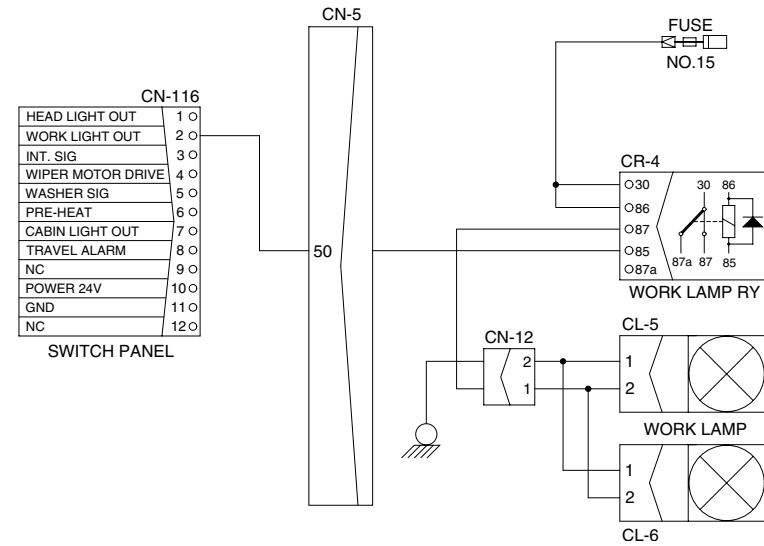 CN-5
FUSE
NO.15
CN-116
HEAD LIGHT OUT 1
WORK LIGHT OUT 2
INT. SIG 3
WIPER MOTOR DRIVE 4
WASHER SIG 5
PRE-HEAT 6
CABIN LIGHT OUT 7
TRAVEL ALARM 8
NC 9
POWER 24V 10
GND 11
NC 12
SWITCH PANEL
50
CR-4
30
86
87
85
87a
30 86
87a 87 85
WORK LAMP RY
CN-12
2
1
CL-5
1
2
WORK LAMP
1
2
CL-6